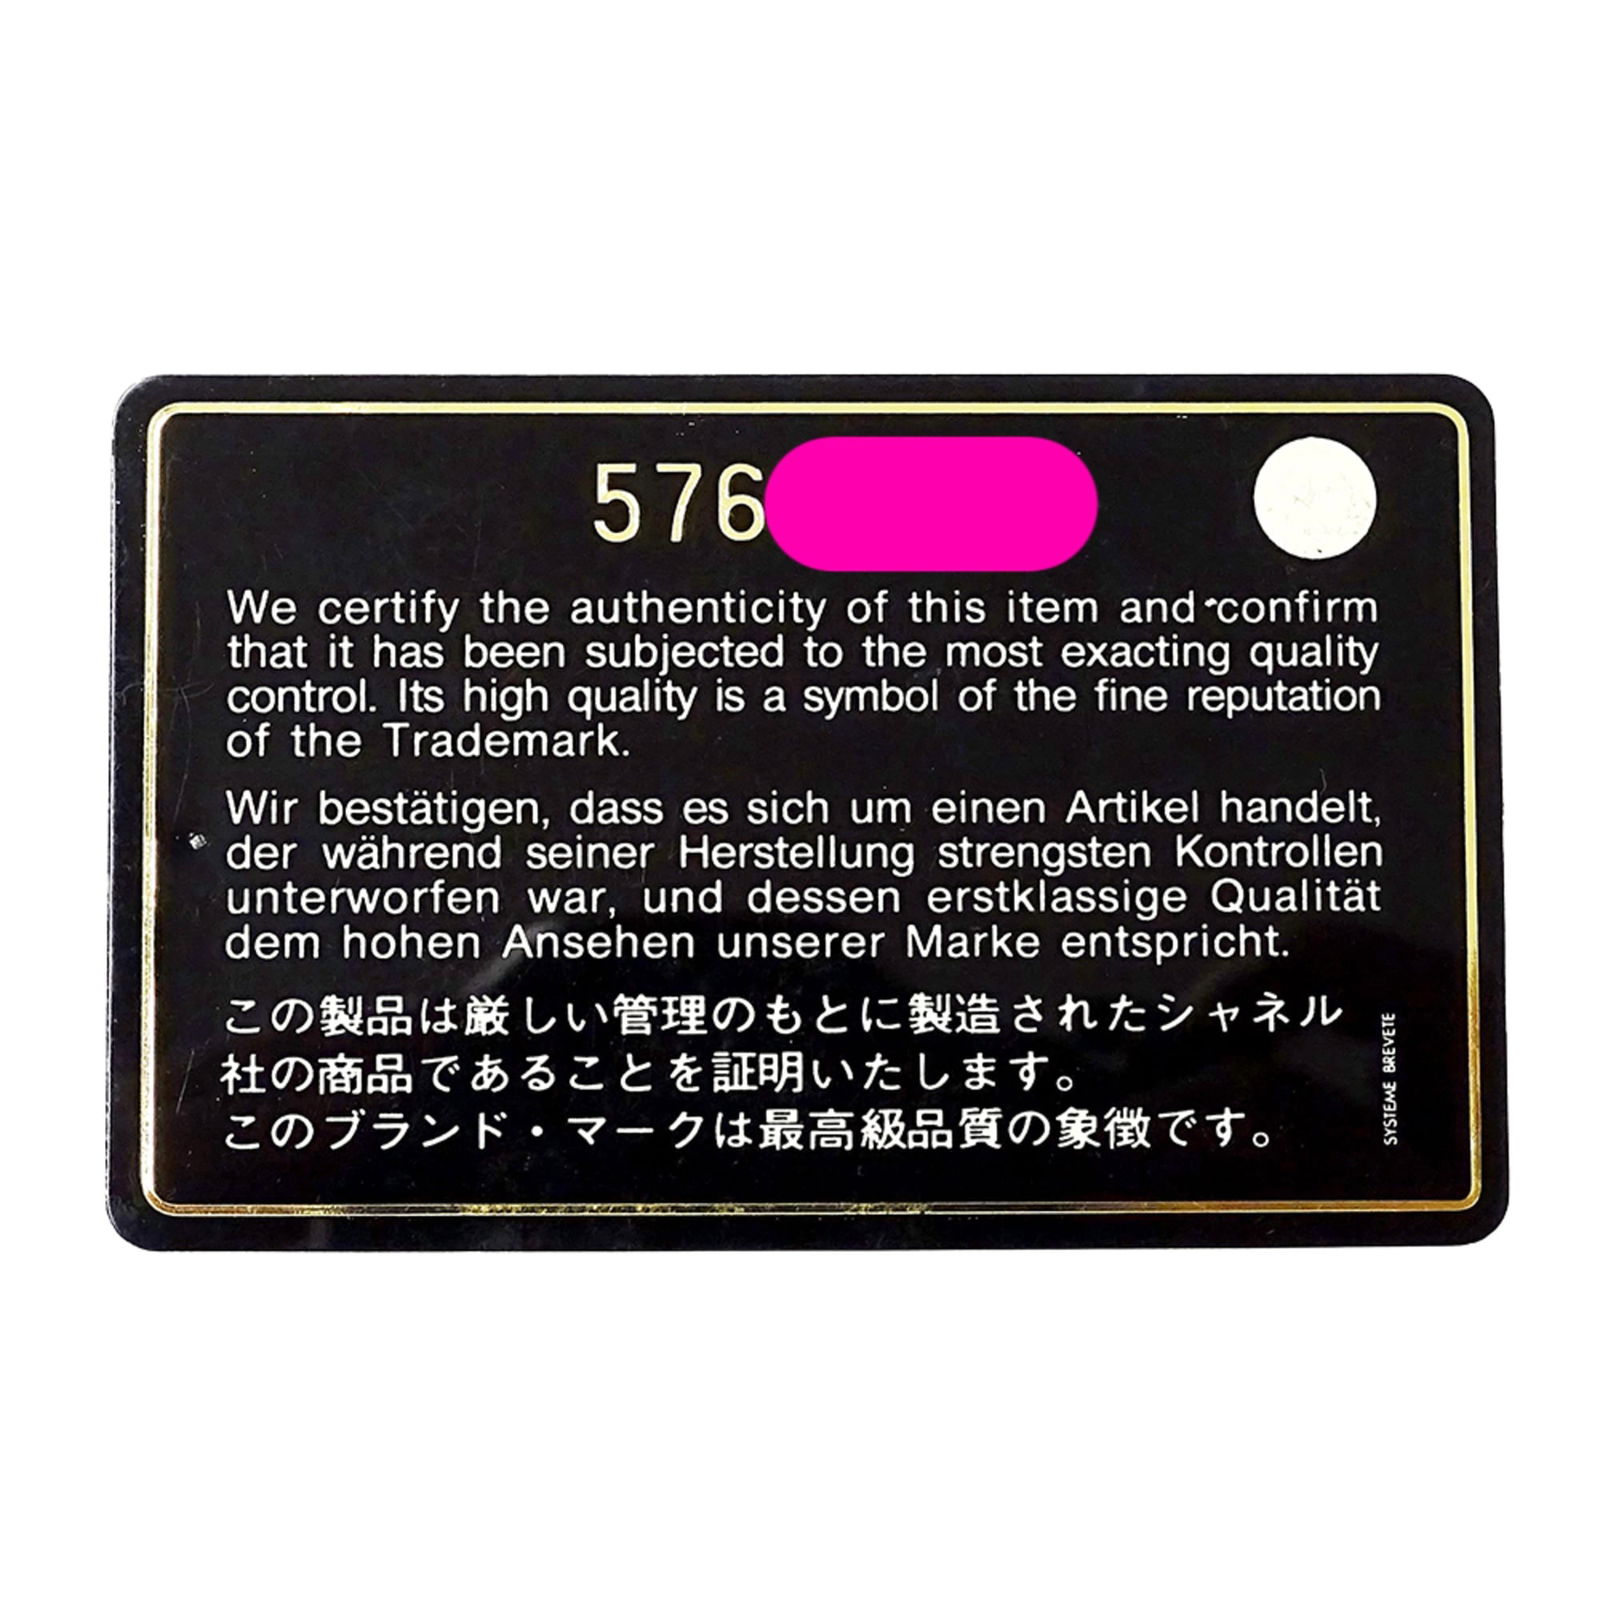 576
We certify the authenticity of this item and confirm
that it has been subjected to the most exacting quality
control. Its high quality is a symbol of the fine reputation
of the Trademark.
Wir bestätigen, dass es sich um einen Artikel handelt,
der während seiner Herstellung strengsten Kontrollen
unterworfen war, und dessen erstklassige Qualität
dem hohen Ansehen unserer Marke entspricht.
この製品は厳しい管理のもとに製造されたシャネル
社の商品であることを証明いたします。
このブランド・マークは最高級品質の象徴です。
SYSTEME BREVETE